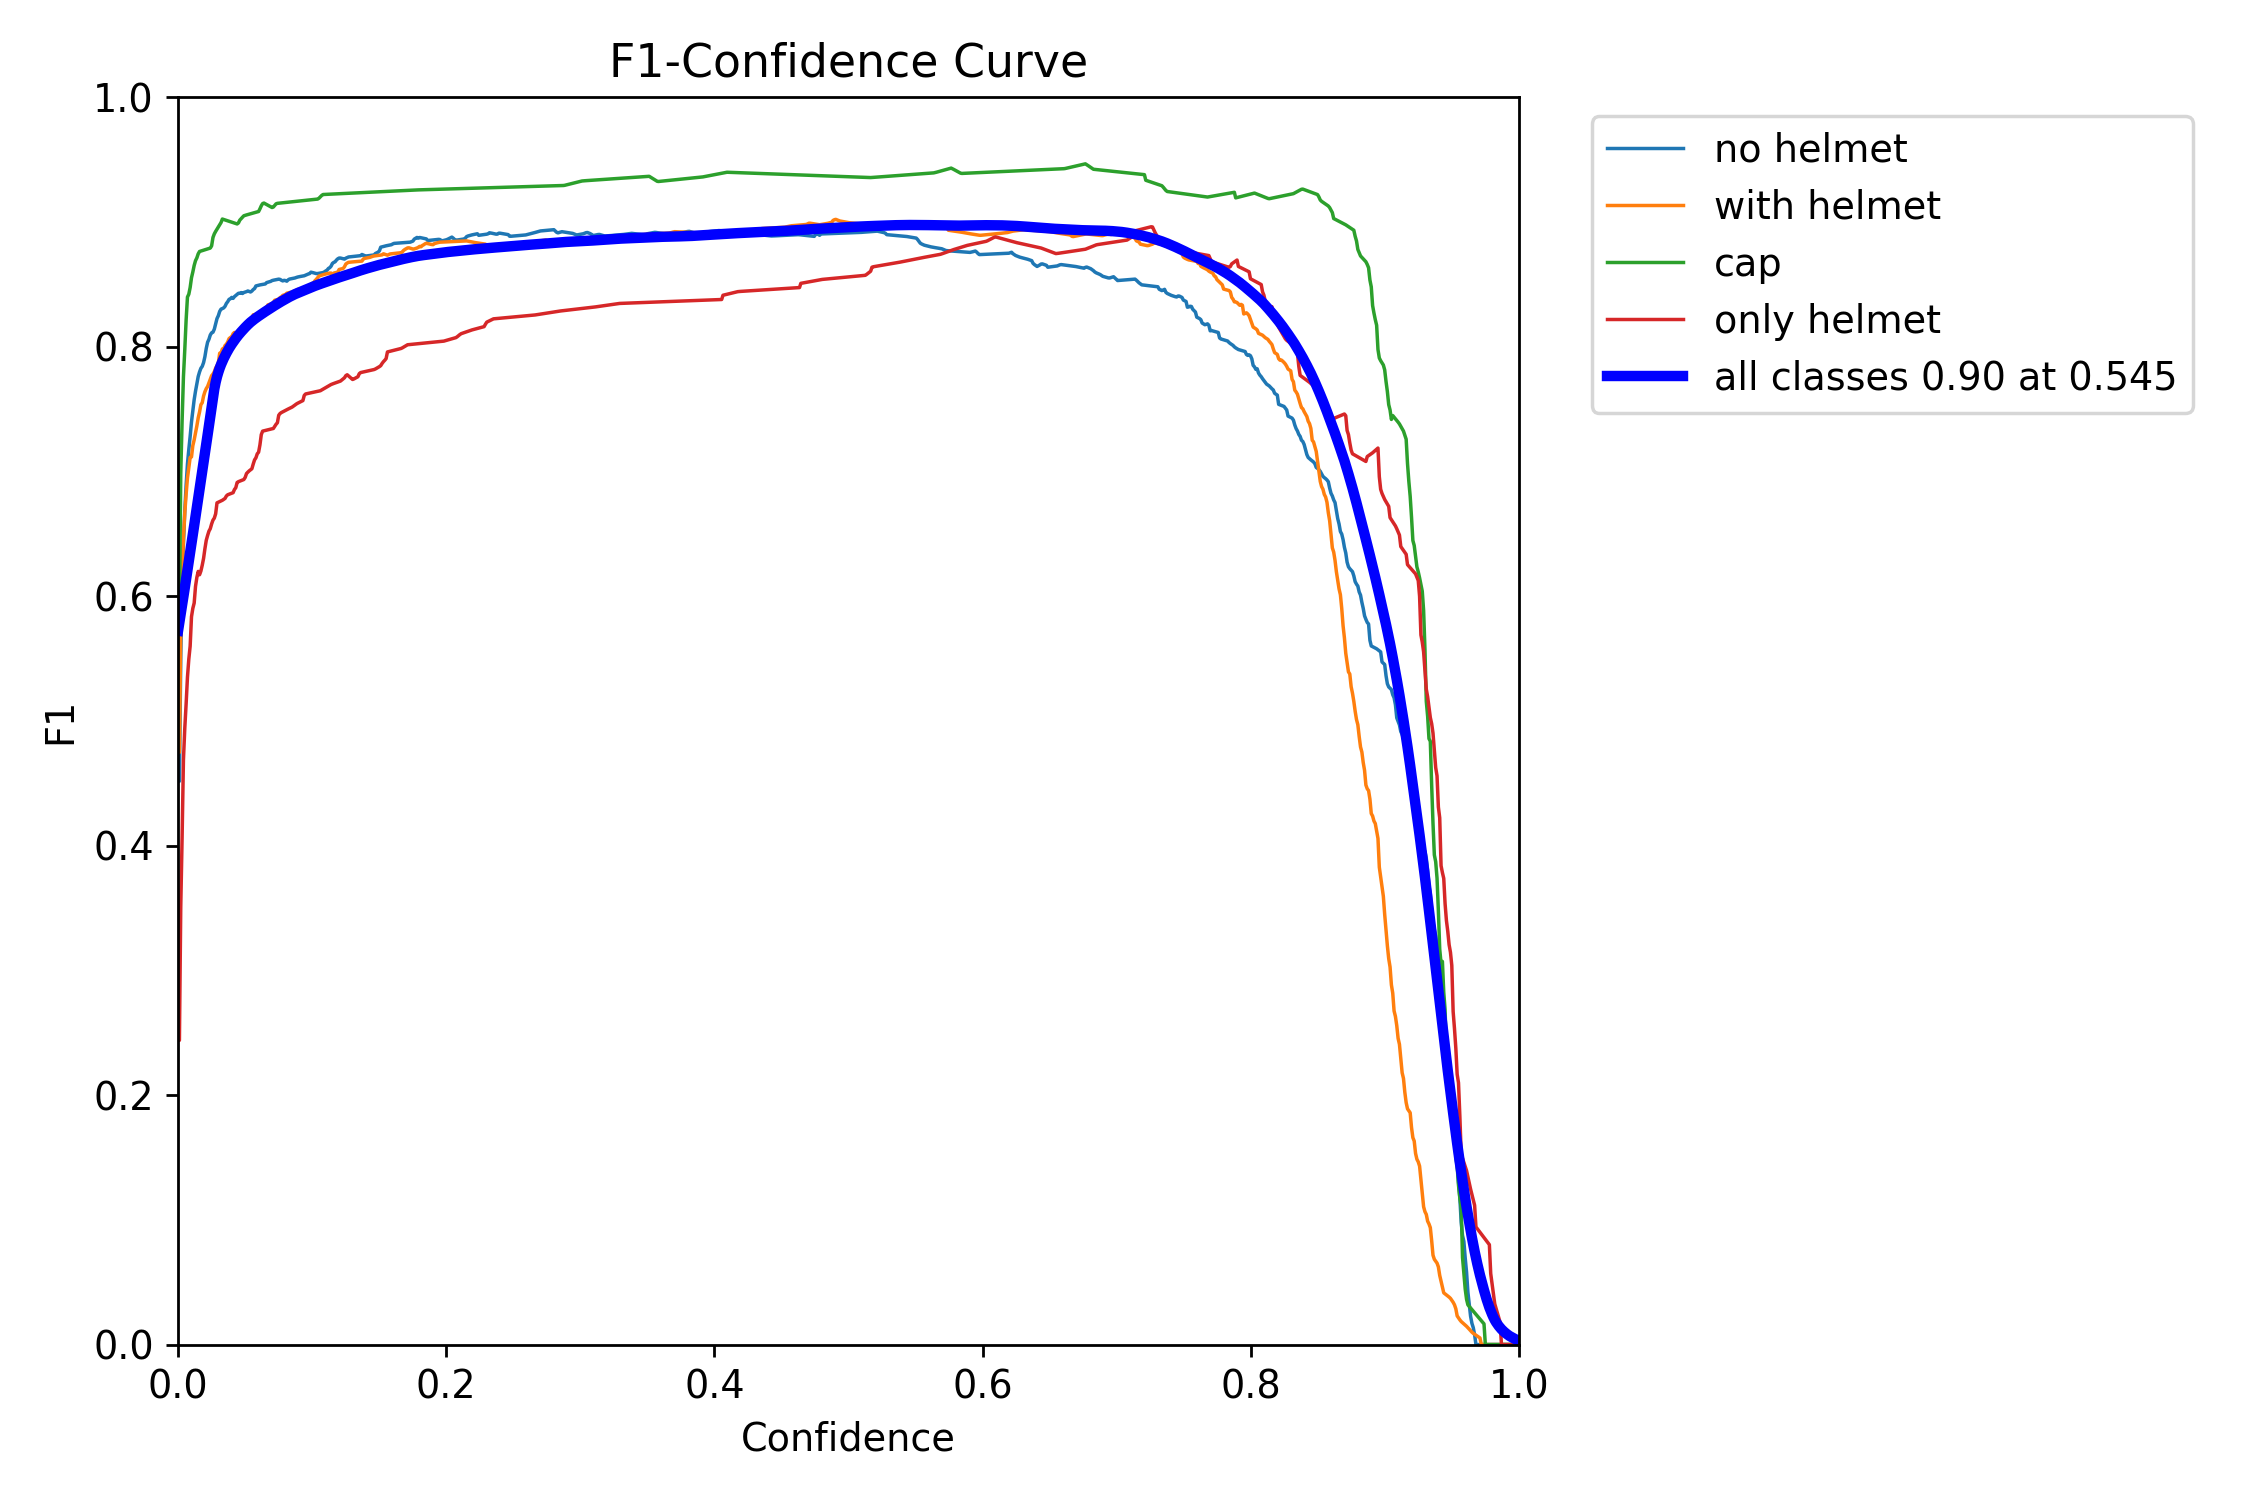 F1-Confidence Curve
1.0
0.8
0.6
0.4
0.2
0.0
F1
0.0 0.2 0.4 0.6 0.8 1.0
Confidence
no helmet
with helmet
cap
only helmet
all classes 0.90 at 0.545